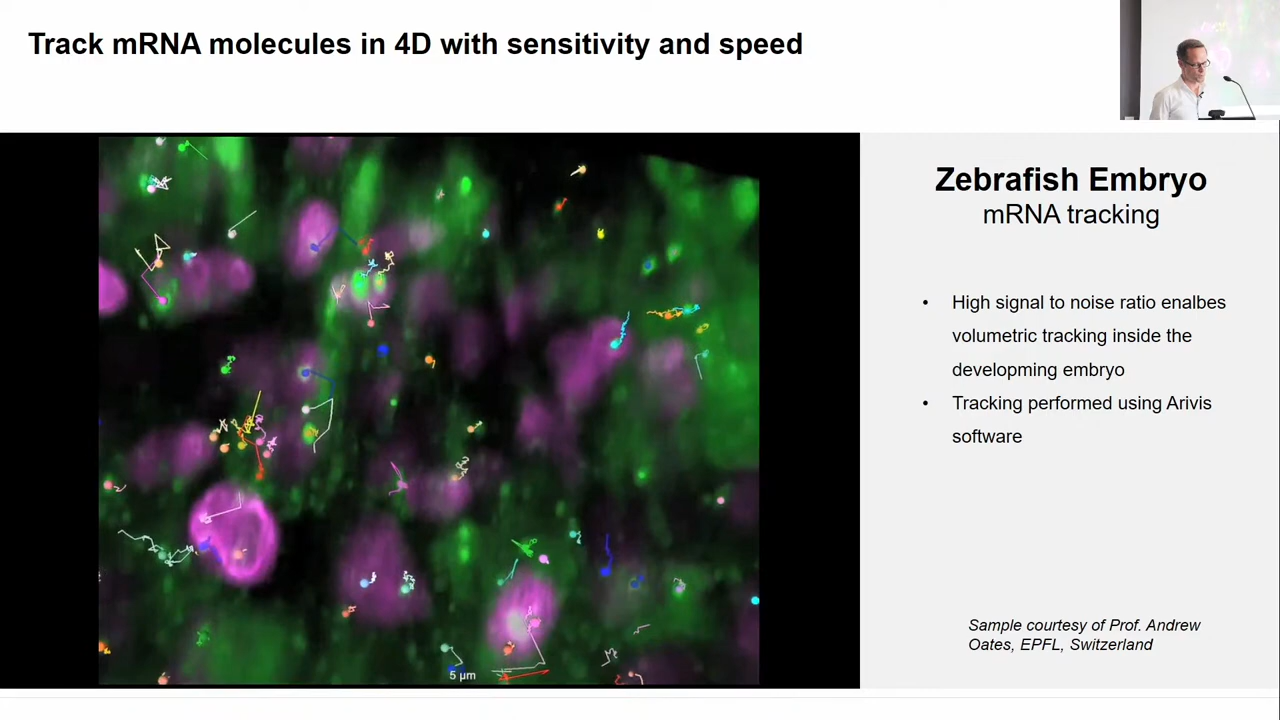 Track mRNA molecules in 4D with sensitivity and speed
Zebrafish Embryo
mRNA tracking
• High signal to noise ratio enalbes
volumetric tracking inside the
developming embryo
• Tracking performed using Arivis
software
Sample courtesy of Prof. Andrew
Oates, EPFL, Switzerland
5 µm